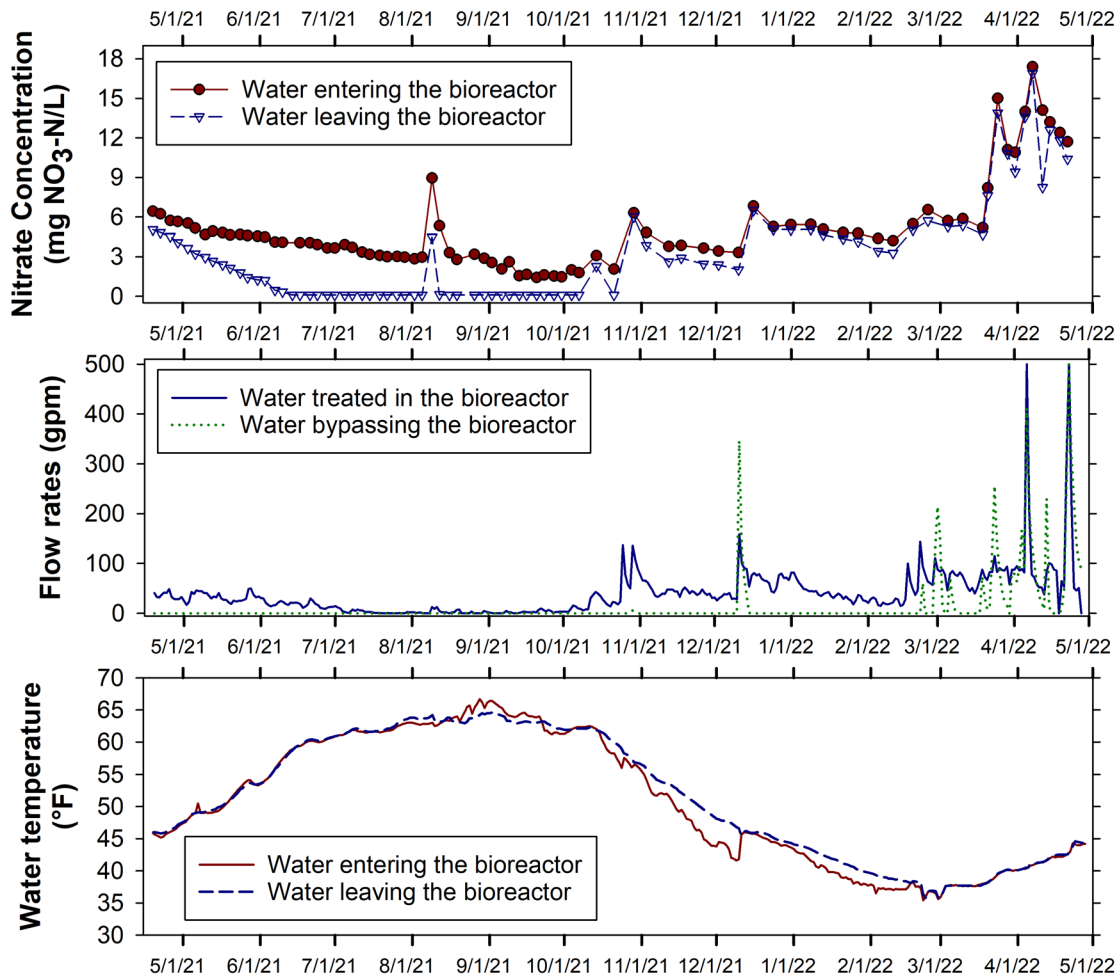 5/1/21 6/1/21 7/1/21 8/1/21 9/1/21 10/1/21 11/1/21 12/1/21 1/1/22 2/1/22 3/1/22 4/1/22 5/1/22
Nitrate Concentration
(mg NO3-N/L)
18
15
12
9
6
3
0
Water entering the bioreactor
Water leaving the bioreactor
5/1/21 6/1/21 7/1/21 8/1/21 9/1/21 10/1/21 11/1/21 12/1/21 1/1/22 2/1/22 3/1/22 4/1/22 5/1/22
Flow rates (gpm)
500
400
300
200
100
0
Water treated in the bioreactor
Water bypassing the bioreactor
5/1/21 6/1/21 7/1/21 8/1/21 9/1/21 10/1/21 11/1/21 12/1/21 1/1/22 2/1/22 3/1/22 4/1/22 5/1/22
Water temperature
(°F)
70
65
60
55
50
45
40
35
30
Water entering the bioreactor
Water leaving the bioreactor
5/1/21 6/1/21 7/1/21 8/1/21 9/1/21 10/1/21 11/1/21 12/1/21 1/1/22 2/1/22 3/1/22 4/1/22 5/1/22